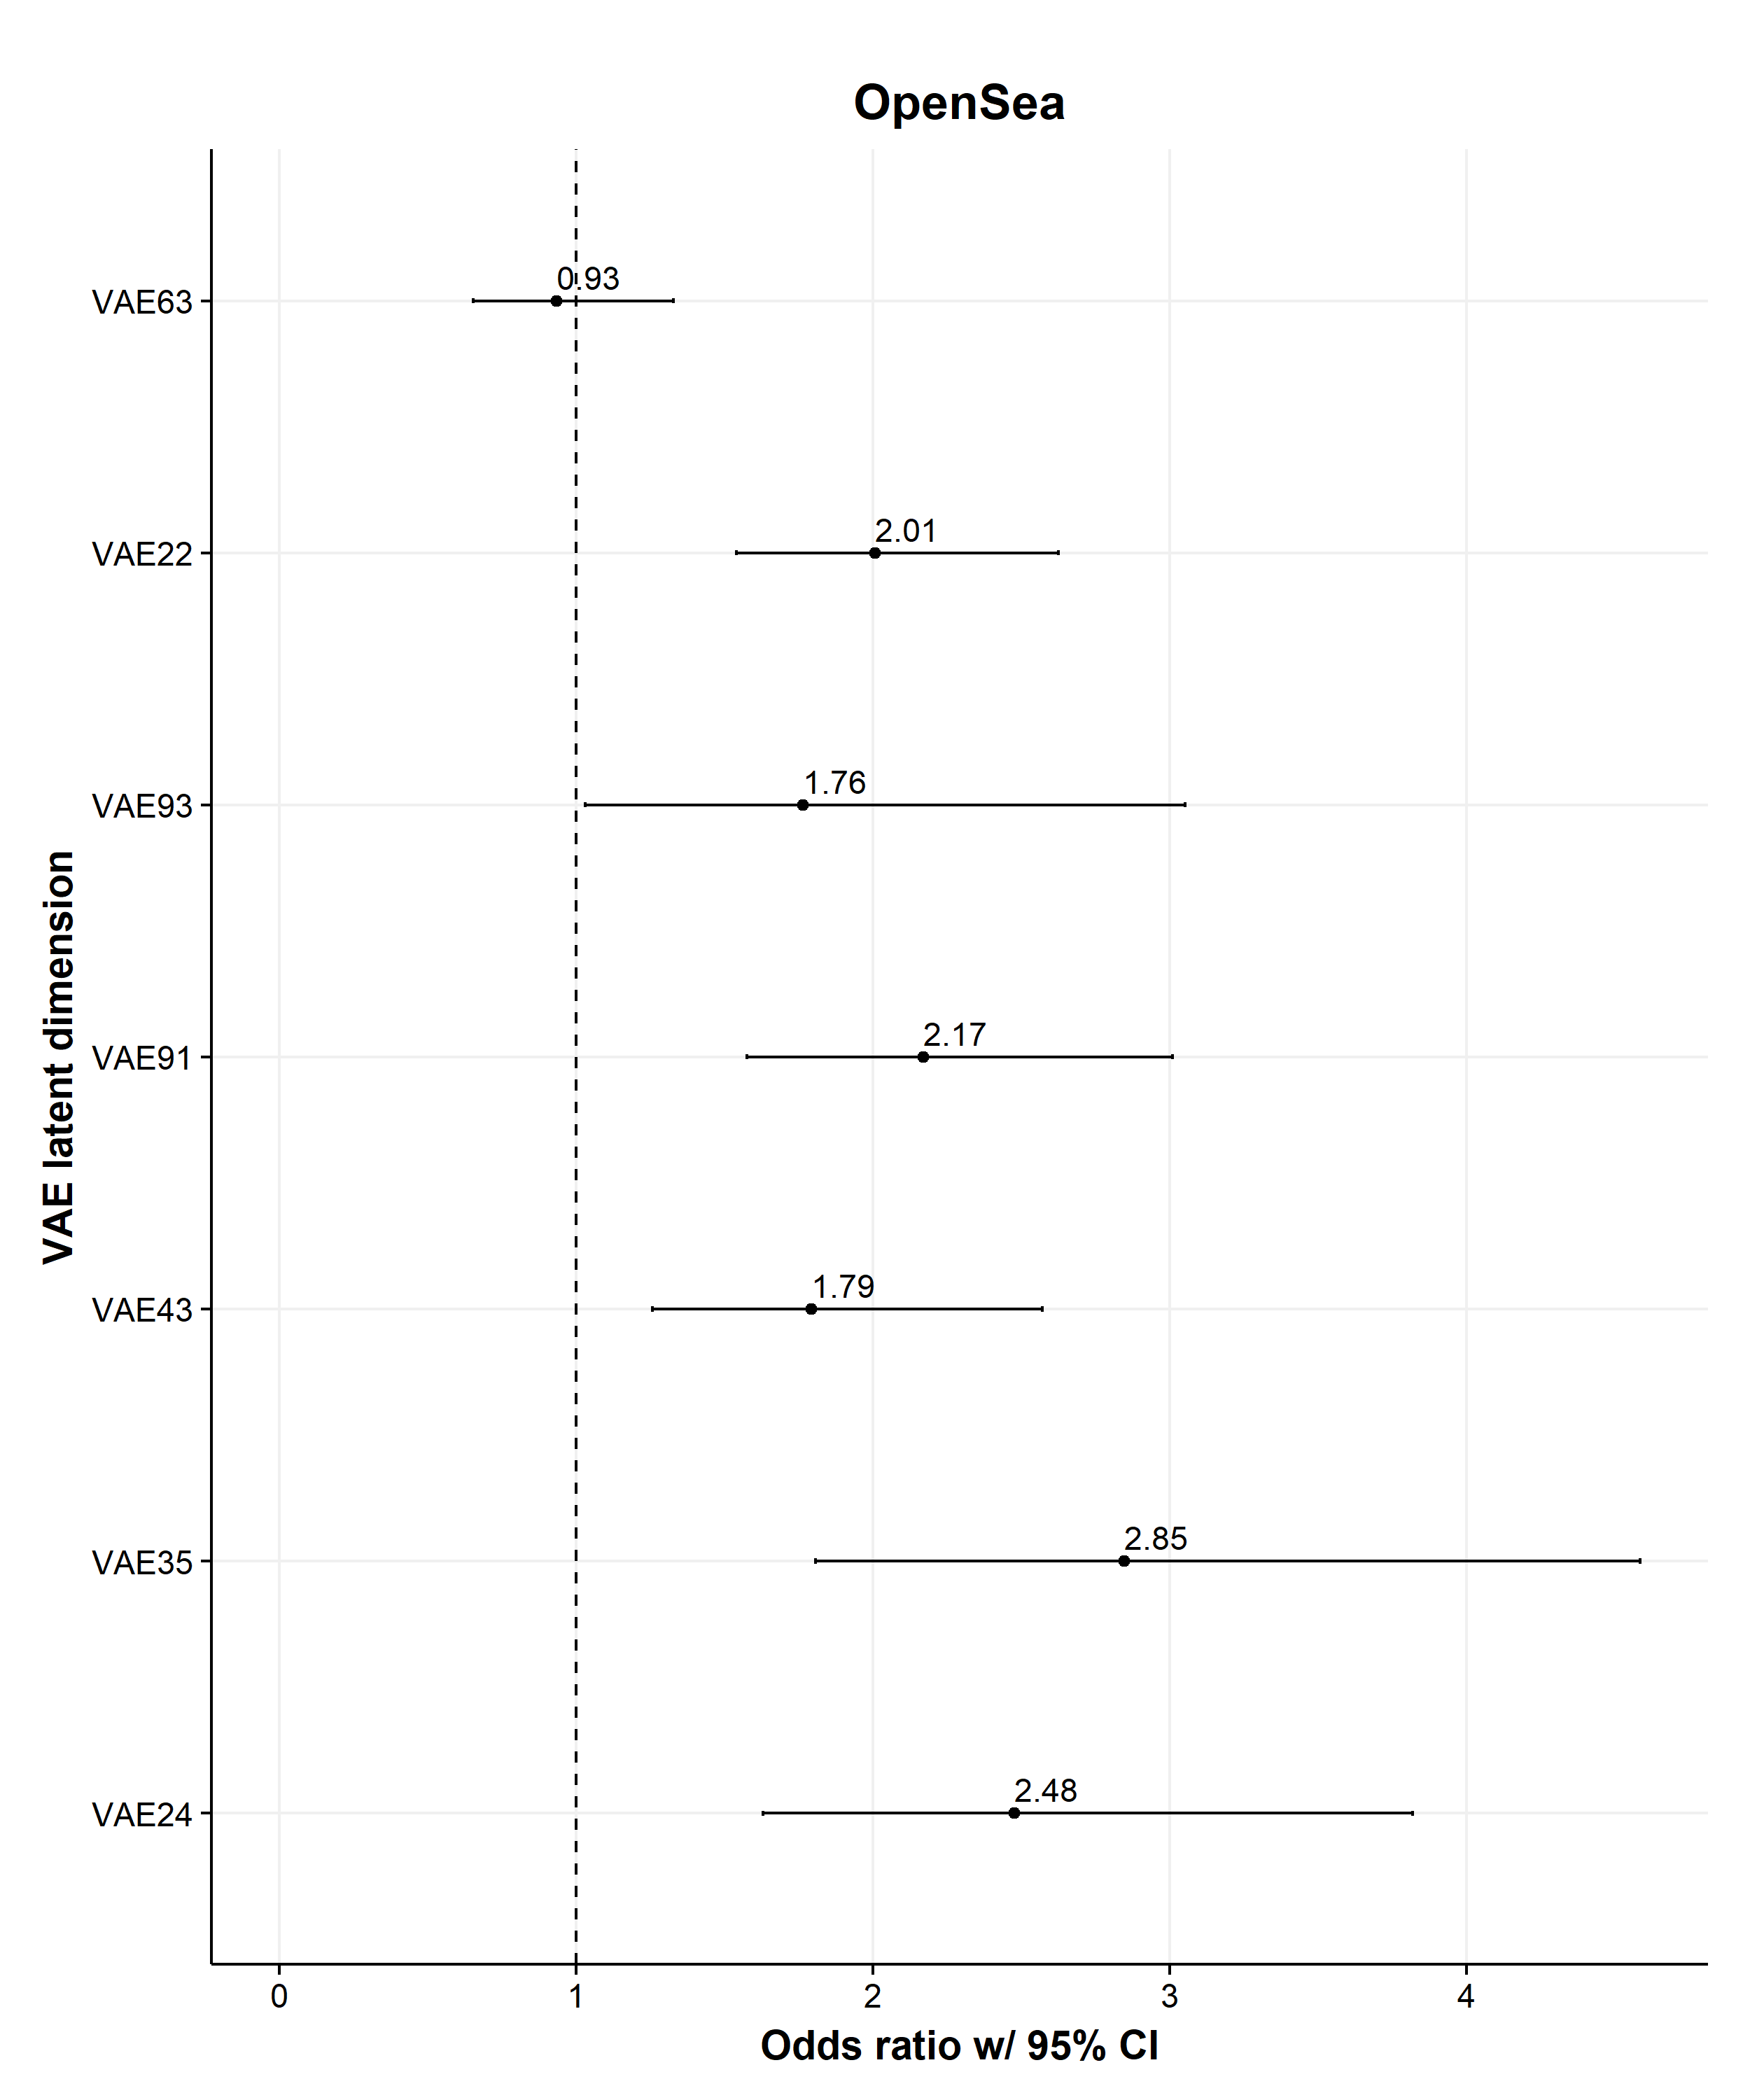 OpenSea
VAE latent dimension
VAE63
0.93
VAE22
2.01
VAE93
1.76
VAE91
2.17
VAE43
1.79
VAE35
2.85
VAE24
2.48
0 1 2 3 4
Odds ratio w/ 95% CI